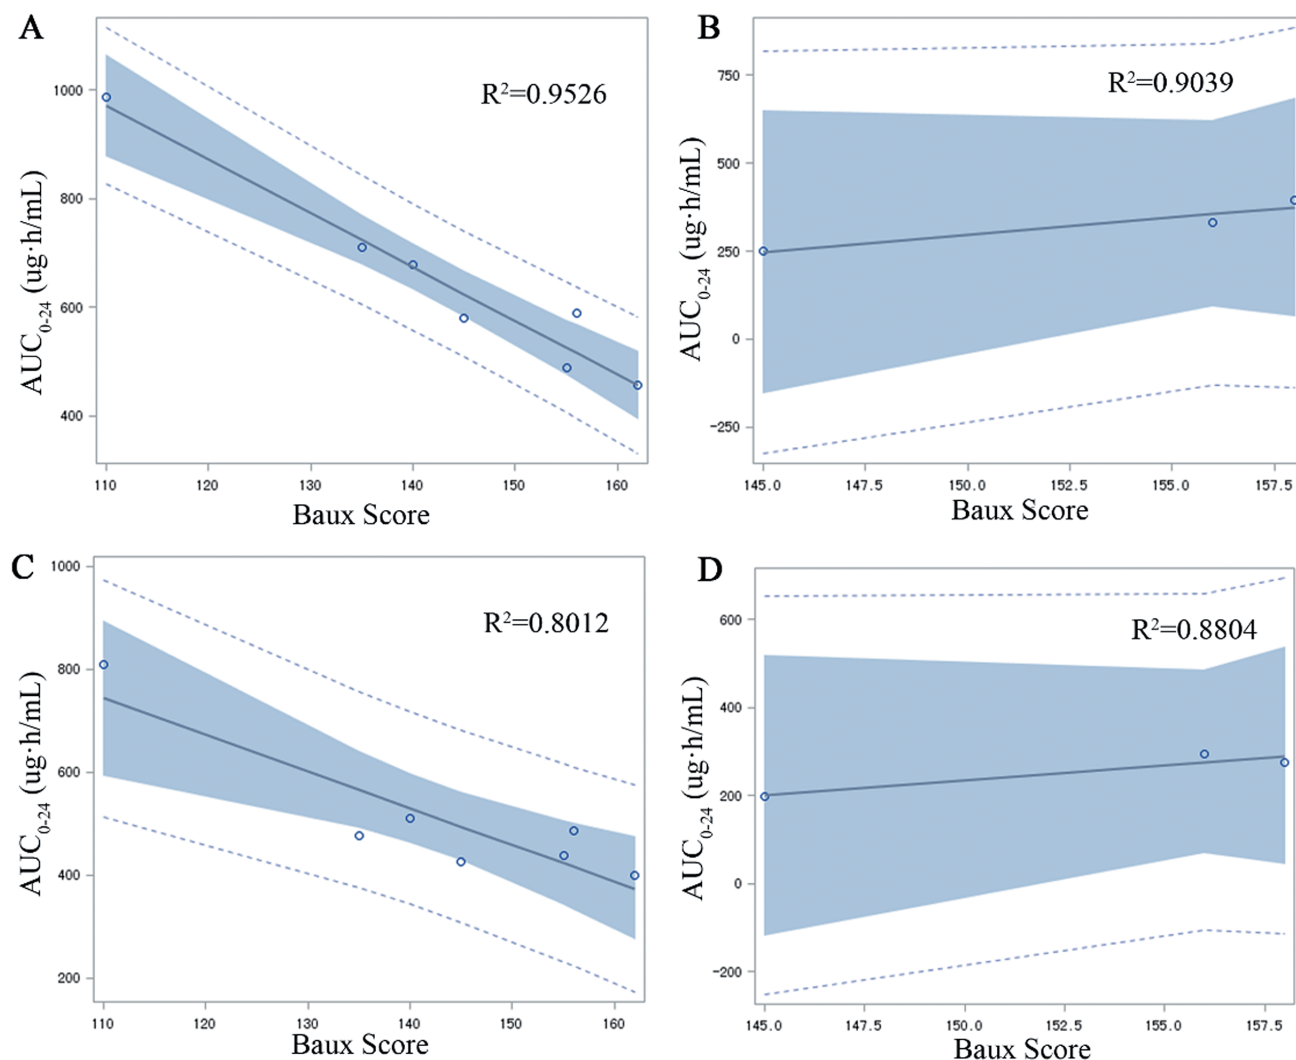 A
R²=0.9526
1000
800
600
400
AUC₀₋₂₄ (ug·h/mL)
110 120 130 140 150 160
Baux Score
B
R²=0.9039
750
500
250
0
-250
AUC₀₋₂₄ (ug·h/mL)
145.0 147.5 150.0 152.5 155.0 157.5
Baux Score
C
R²=0.8012
1000
800
600
400
200
AUC₀₋₂₄ (ug·h/mL)
110 120 130 140 150 160
Baux Score
D
R²=0.8804
600
400
200
0
-200
AUC₀₋₂₄ (ug·h/mL)
145.0 147.5 150.0 152.5 155.0 157.5
Baux Score